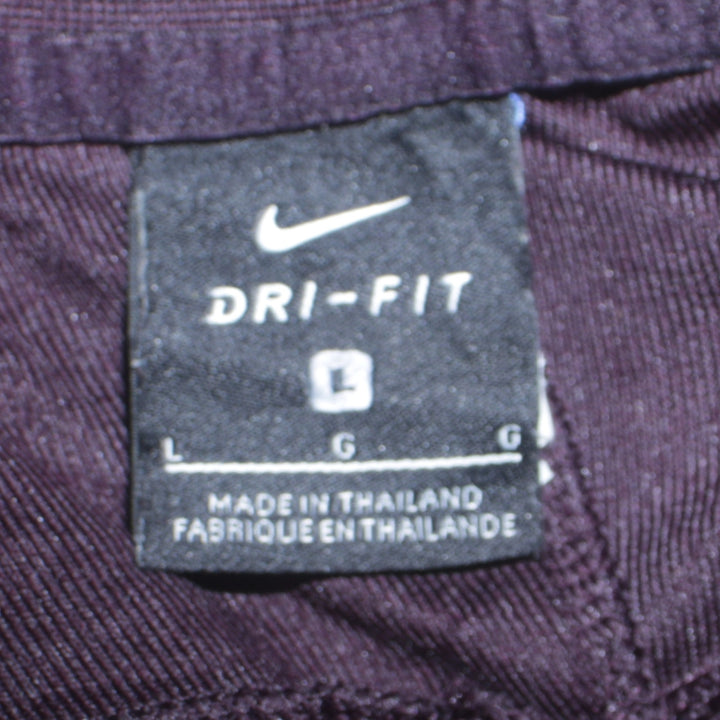 DRI-FIT
L
L G G
MADE IN THAILAND
FABRIQUE EN THAILANDE